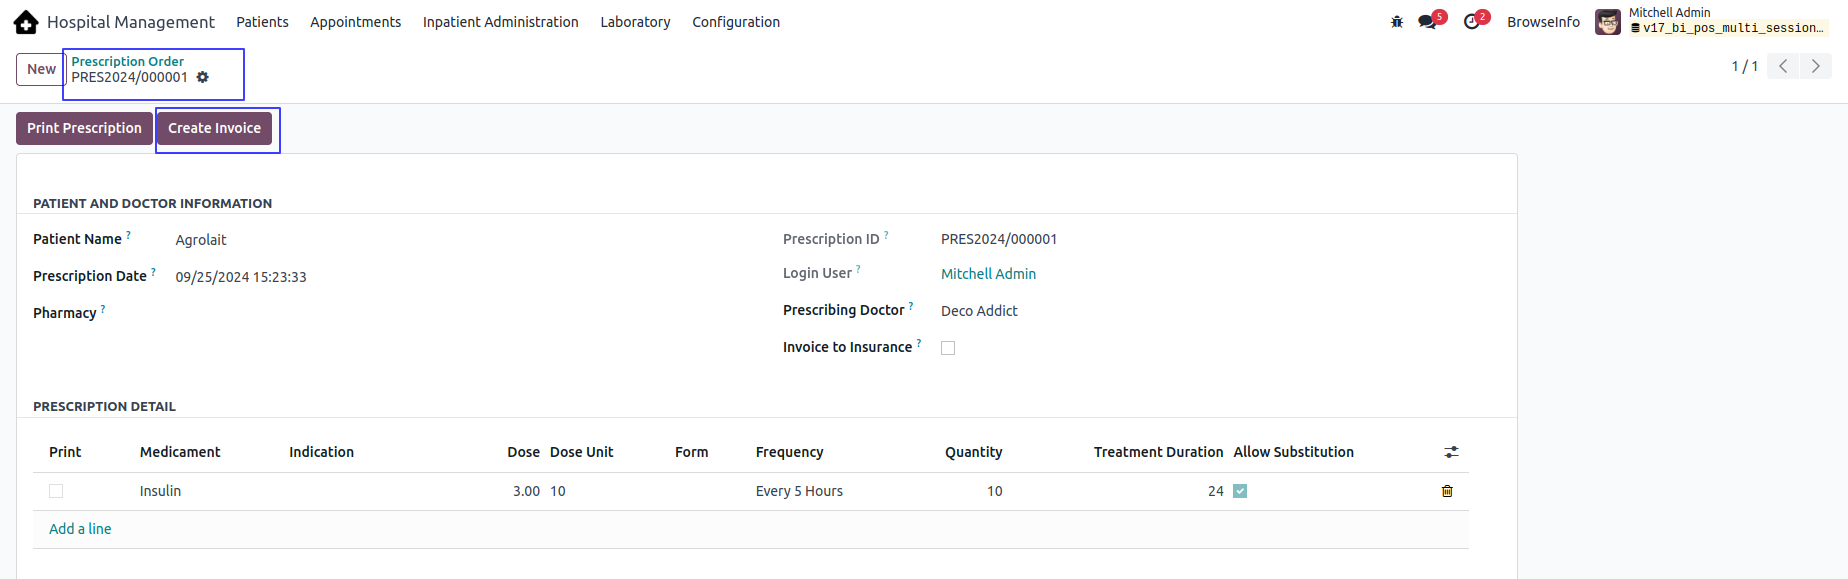 Hospital Management Patients Appointments Inpatient Administration Laboratory Configuration 5 2 BrowseInfo Mitchell Admin
v17_bi_pos_multi_session...
New Prescription Order
PRES2024/000001 1 / 1
Print Prescription Create Invoice
PATIENT AND DOCTOR INFORMATION
Patient Name ? Agrolait Prescription ID ? PRES2024/000001
Prescription Date ? 09/25/2024 15:23:33 Login User ? Mitchell Admin
Pharmacy ? Prescribing Doctor ? Deco Addict
Invoice to Insurance ?
PRESCRIPTION DETAIL
Print Medicament Indication Dose Dose Unit Form Frequency Quantity Treatment Duration Allow Substitution
Insulin 3.00 10 Every 5 Hours 10 24
Add a line